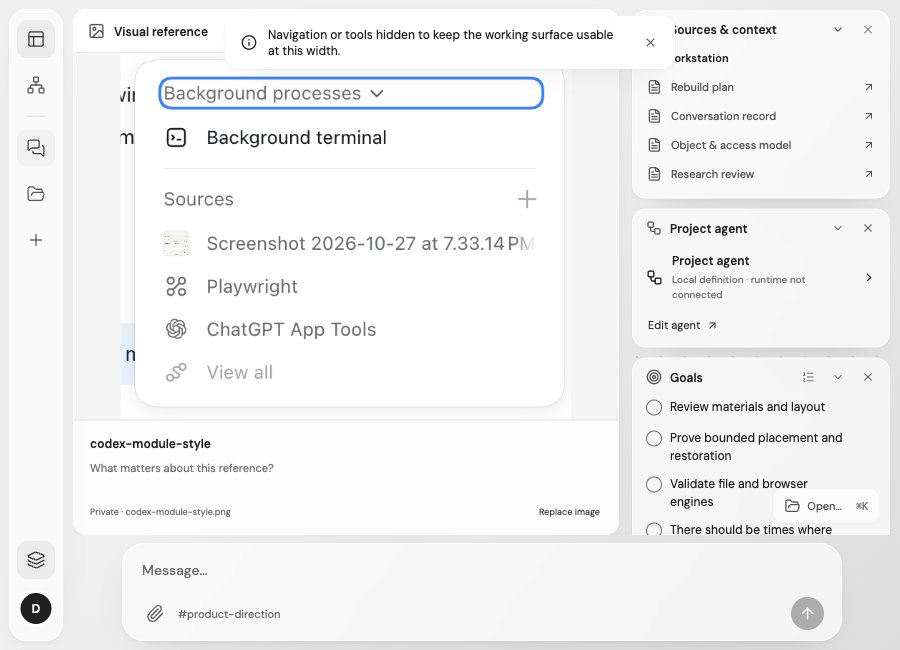 Visual reference
Navigation or tools hidden to keep the working surface usable
at this width.
Background processes
Background terminal
Sources
Screenshot 2026-10-27 at 7.33.14 PM
Playwright
ChatGPT App Tools
View all
codex-module-style
What matters about this reference?
Private · codex-module-style.png
Replace image
Sources & context
orkstation
Rebuild plan
Conversation record
Object & access model
Research review
Project agent
Project agent
Local definition · runtime not
connected
Edit agent
Goals
Review materials and layout
Prove bounded placement and
restoration
Validate file and browser
engines
There should be times where
Open... ⌘K
Message...
#product-direction
D